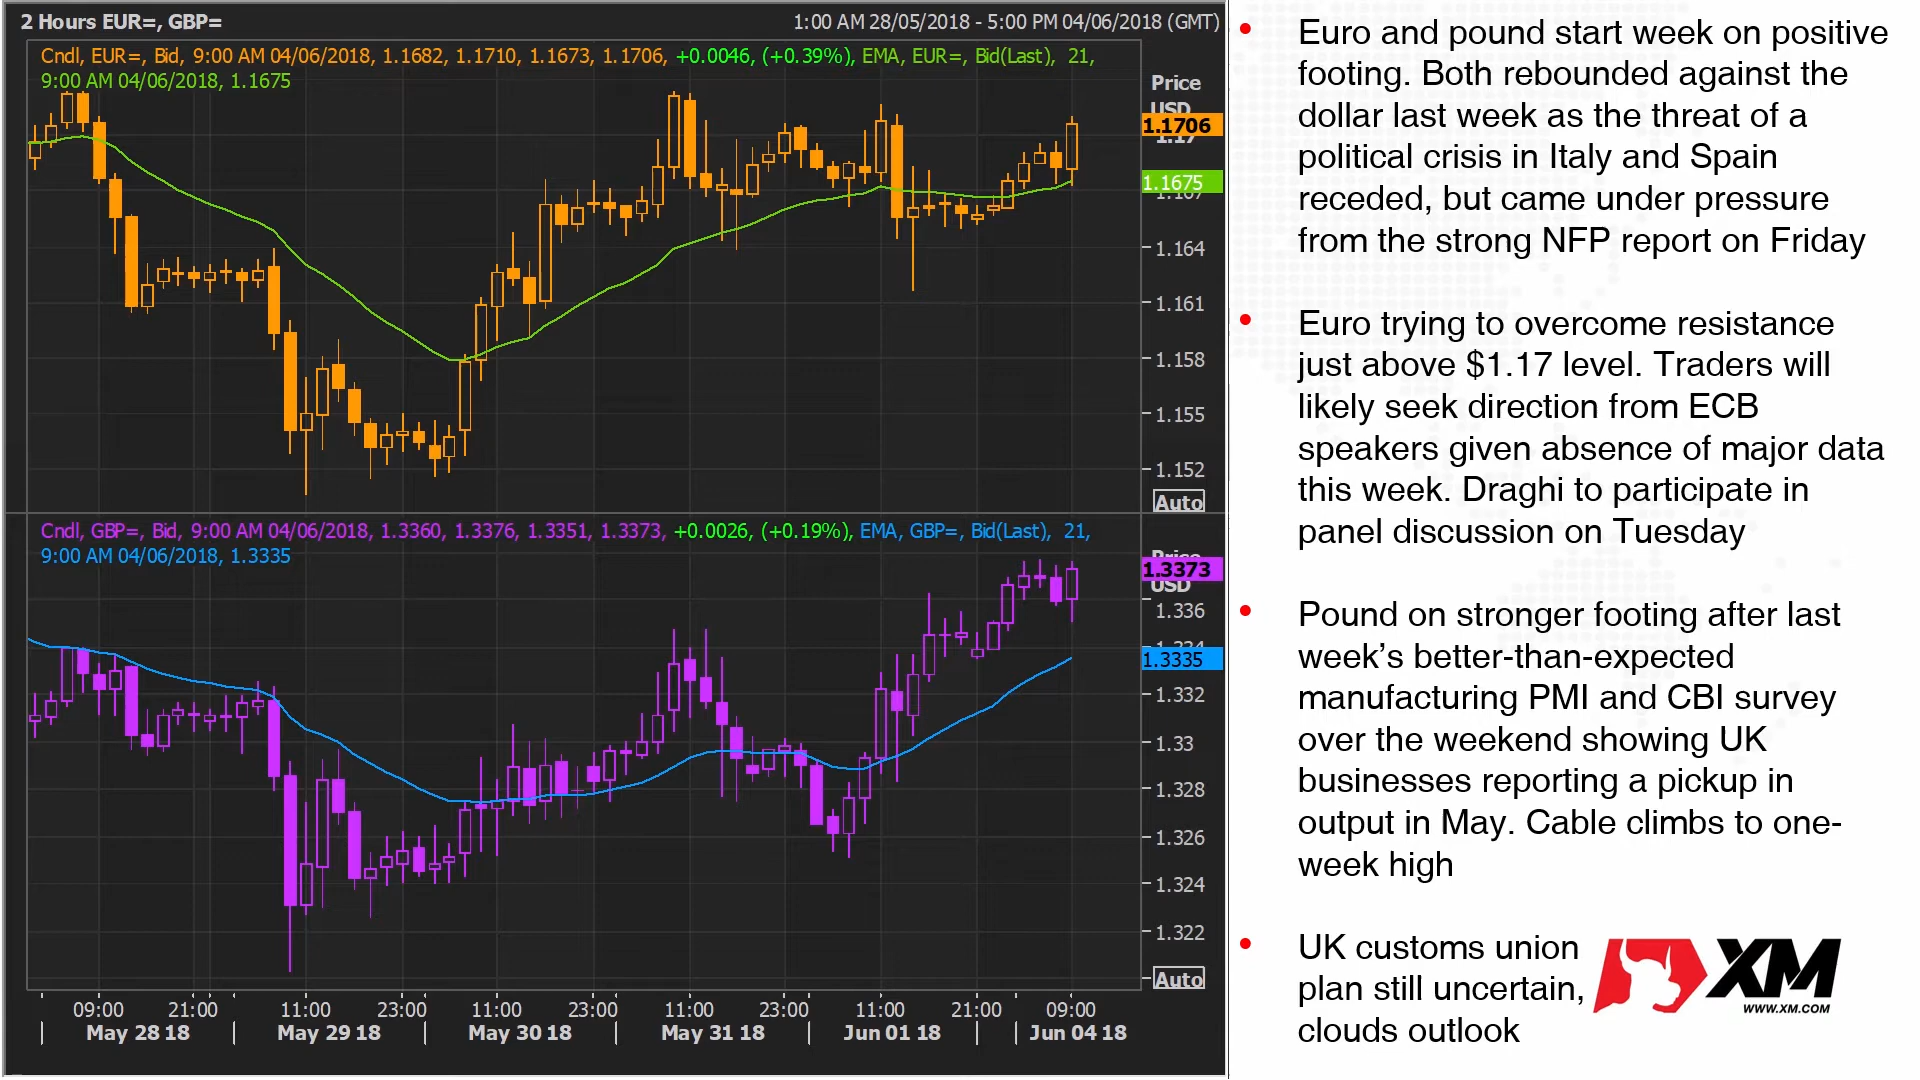 2 Hours EUR=, GBP=
1:00 AM 28/05/2018 - 5:00 PM 04/06/2018 (GMT)
Cndl, EUR=, Bid, 9:00 AM 04/06/2018, 1.1682, 1.1710, 1.1673, 1.1706, +0.0046, (+0.39%), EMA, EUR=, Bid(Last), 21,
9:00 AM 04/06/2018, 1.1675
Price
USD
1.1706
1.17
1.1675
1.164
1.161
1.158
1.155
1.152
Auto
Cndl, GBP=, Bid, 9:00 AM 04/06/2018, 1.3360, 1.3376, 1.3351, 1.3373, +0.0026, (+0.19%), EMA, GBP=, Bid(Last), 21,
9:00 AM 04/06/2018, 1.3335
Price
1.3373
USD
1.336
1.334
1.3335
1.332
1.33
1.328
1.326
1.324
1.322
Auto
09:00 21:00 11:00 23:00 11:00 23:00 11:00 23:00 11:00 21:00 09:00
May 28 18 May 29 18 May 30 18 May 31 18 Jun 01 18 Jun 04 18
• Euro and pound start week on positive
footing. Both rebounded against the
dollar last week as the threat of a
political crisis in Italy and Spain
receded, but came under pressure
from the strong NFP report on Friday
• Euro trying to overcome resistance
just above $1.17 level. Traders will
likely seek direction from ECB
speakers given absence of major data
this week. Draghi to participate in
panel discussion on Tuesday
• Pound on stronger footing after last
week's better-than-expected
manufacturing PMI and CBI survey
over the weekend showing UK
businesses reporting a pickup in
output in May. Cable climbs to one-
week high
• UK customs union
plan still uncertain,
clouds outlook
XM
WWW.XM.COM